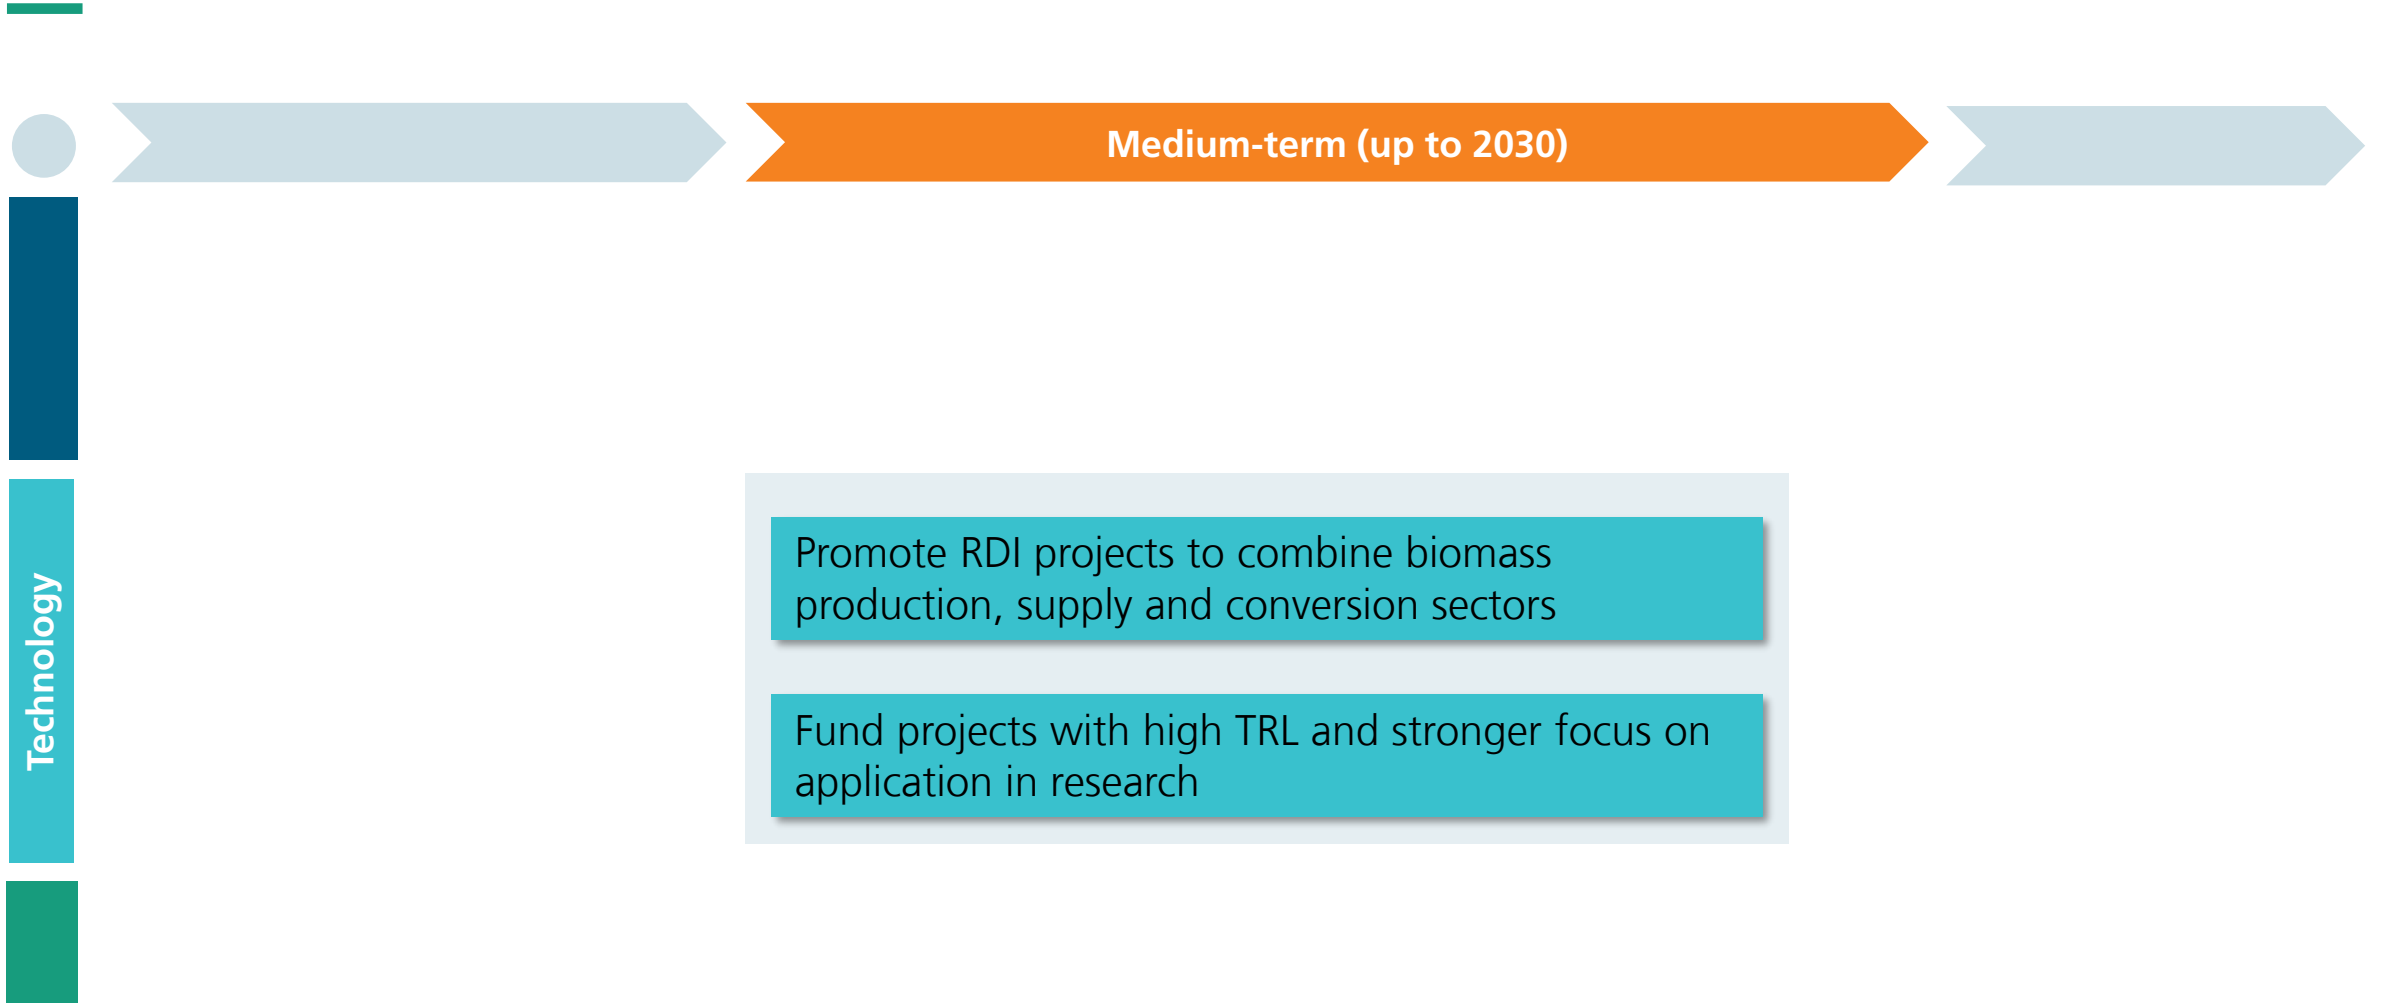 Medium-term (up to 2030)
Technology
Promote RDI projects to combine biomass
production, supply and conversion sectors
Fund projects with high TRL and stronger focus on
application in research